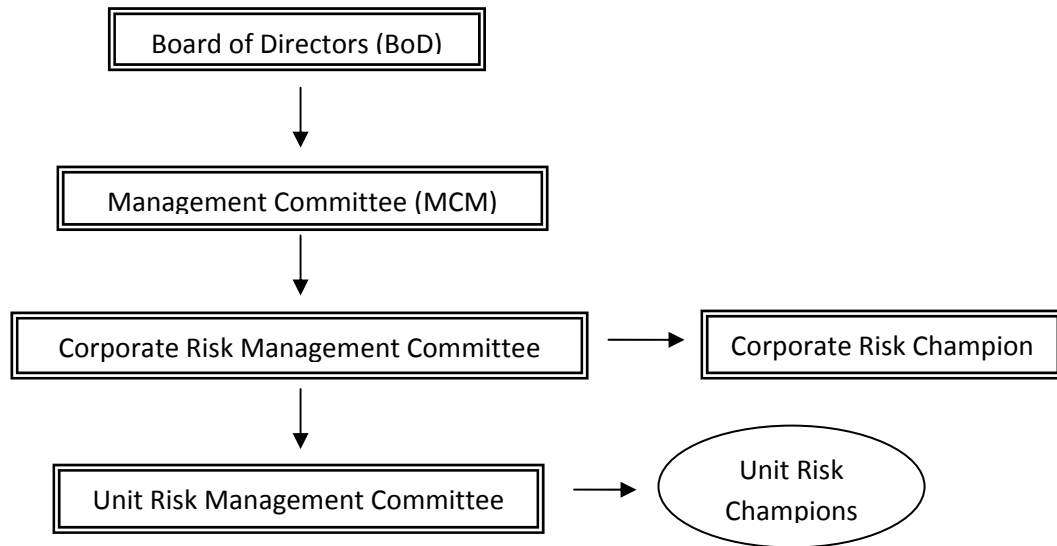 Board of Directors (BoD)
Management Committee (MCM)
Corporate Risk Management Committee
Corporate Risk Champion
Unit Risk Management Committee
Unit Risk
Champions